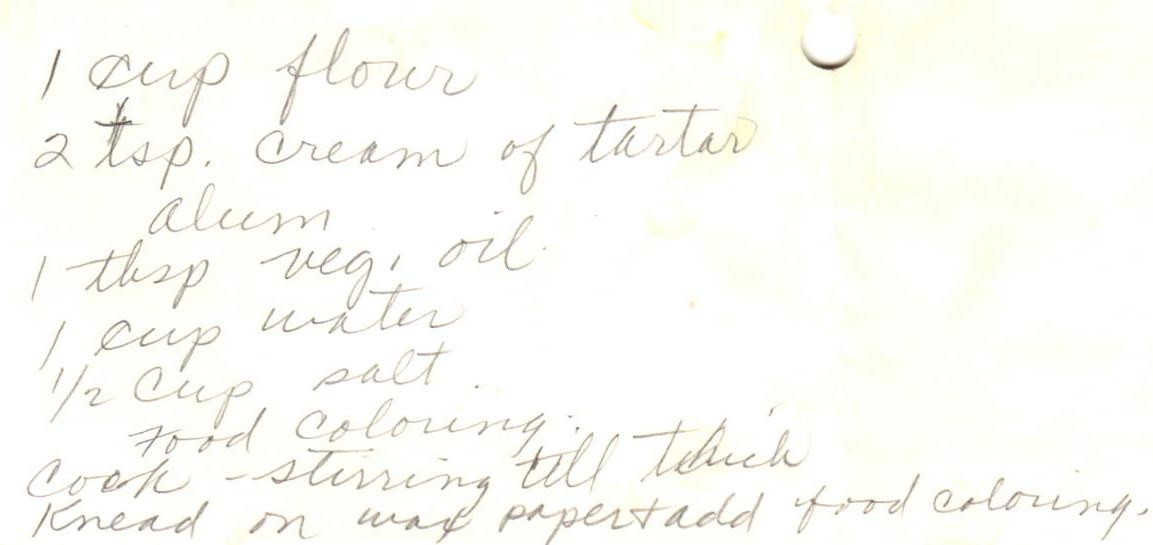 1 cup flour
2 tsp. cream of tartar
alum
1 tbsp veg. oil
1 cup water
1/2 cup salt.
Food coloring.
Cook - stirring till thick
Knead on wax paper + add food coloring.